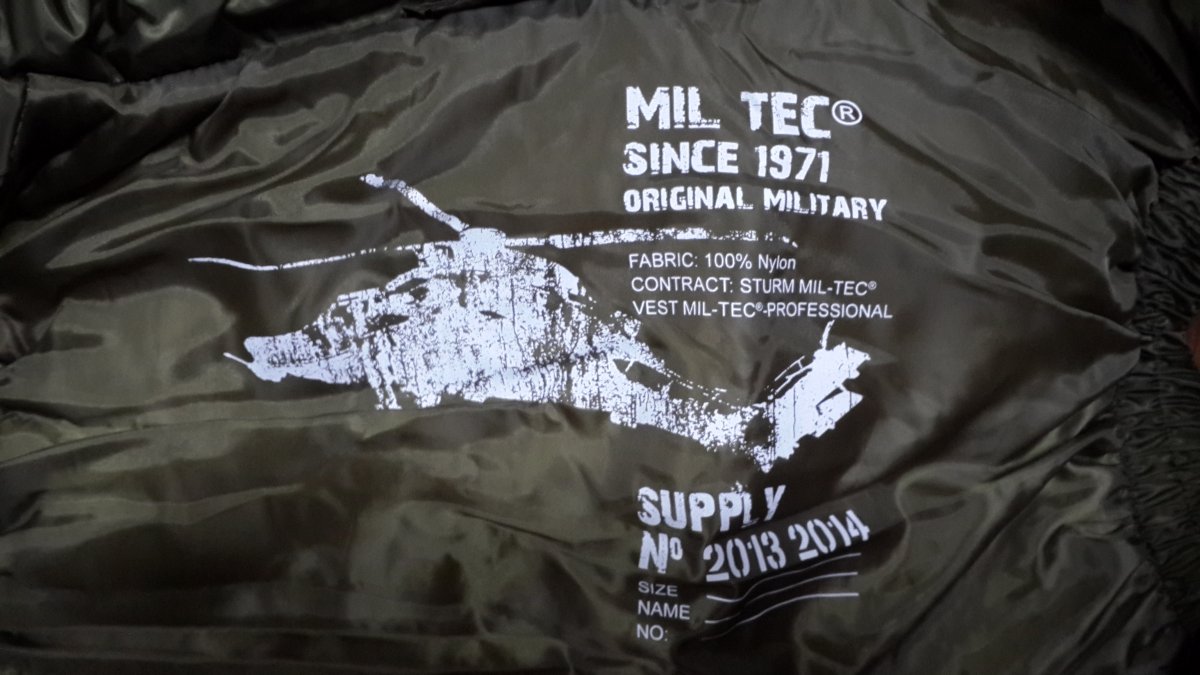 MIL TEC®
SINCE 1971
ORIGINAL MILITARY
FABRIC: 100% Nylon
CONTRACT: STURM MIL-TEC®
VEST MIL-TEC®-PROFESSIONAL
SUPPLY
Nº 2013 2014
SIZE
NAME
NO: